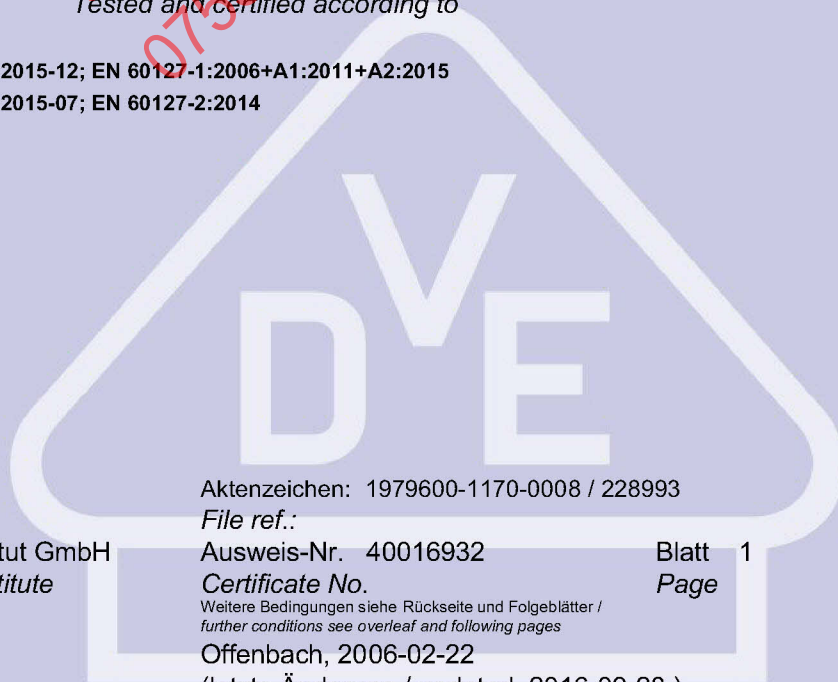 Tested and certified according to
075
2015-12; EN 60127-1:2006+A1:2011+A2:2015
2015-07; EN 60127-2:2014
V
D E
Aktenzeichen: 1979600-1170-0008 / 228993
File ref.:
tut GmbH Ausweis-Nr. 40016932 Blatt 1
titute Certificate No. Page
Weitere Bedingungen siehe Rückseite und Folgeblätter /
further conditions see overleaf and following pages
Offenbach, 2006-02-22